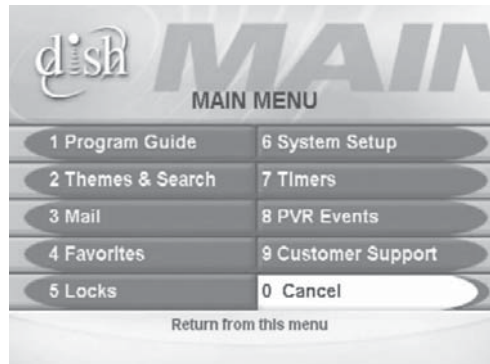 dish
MAIN
MAIN MENU
1 Program Guide
2 Themes & Search
3 Mail
4 Favorites
5 Locks
6 System Setup
7 Timers
8 PVR Events
9 Customer Support
0 Cancel
Return from this menu